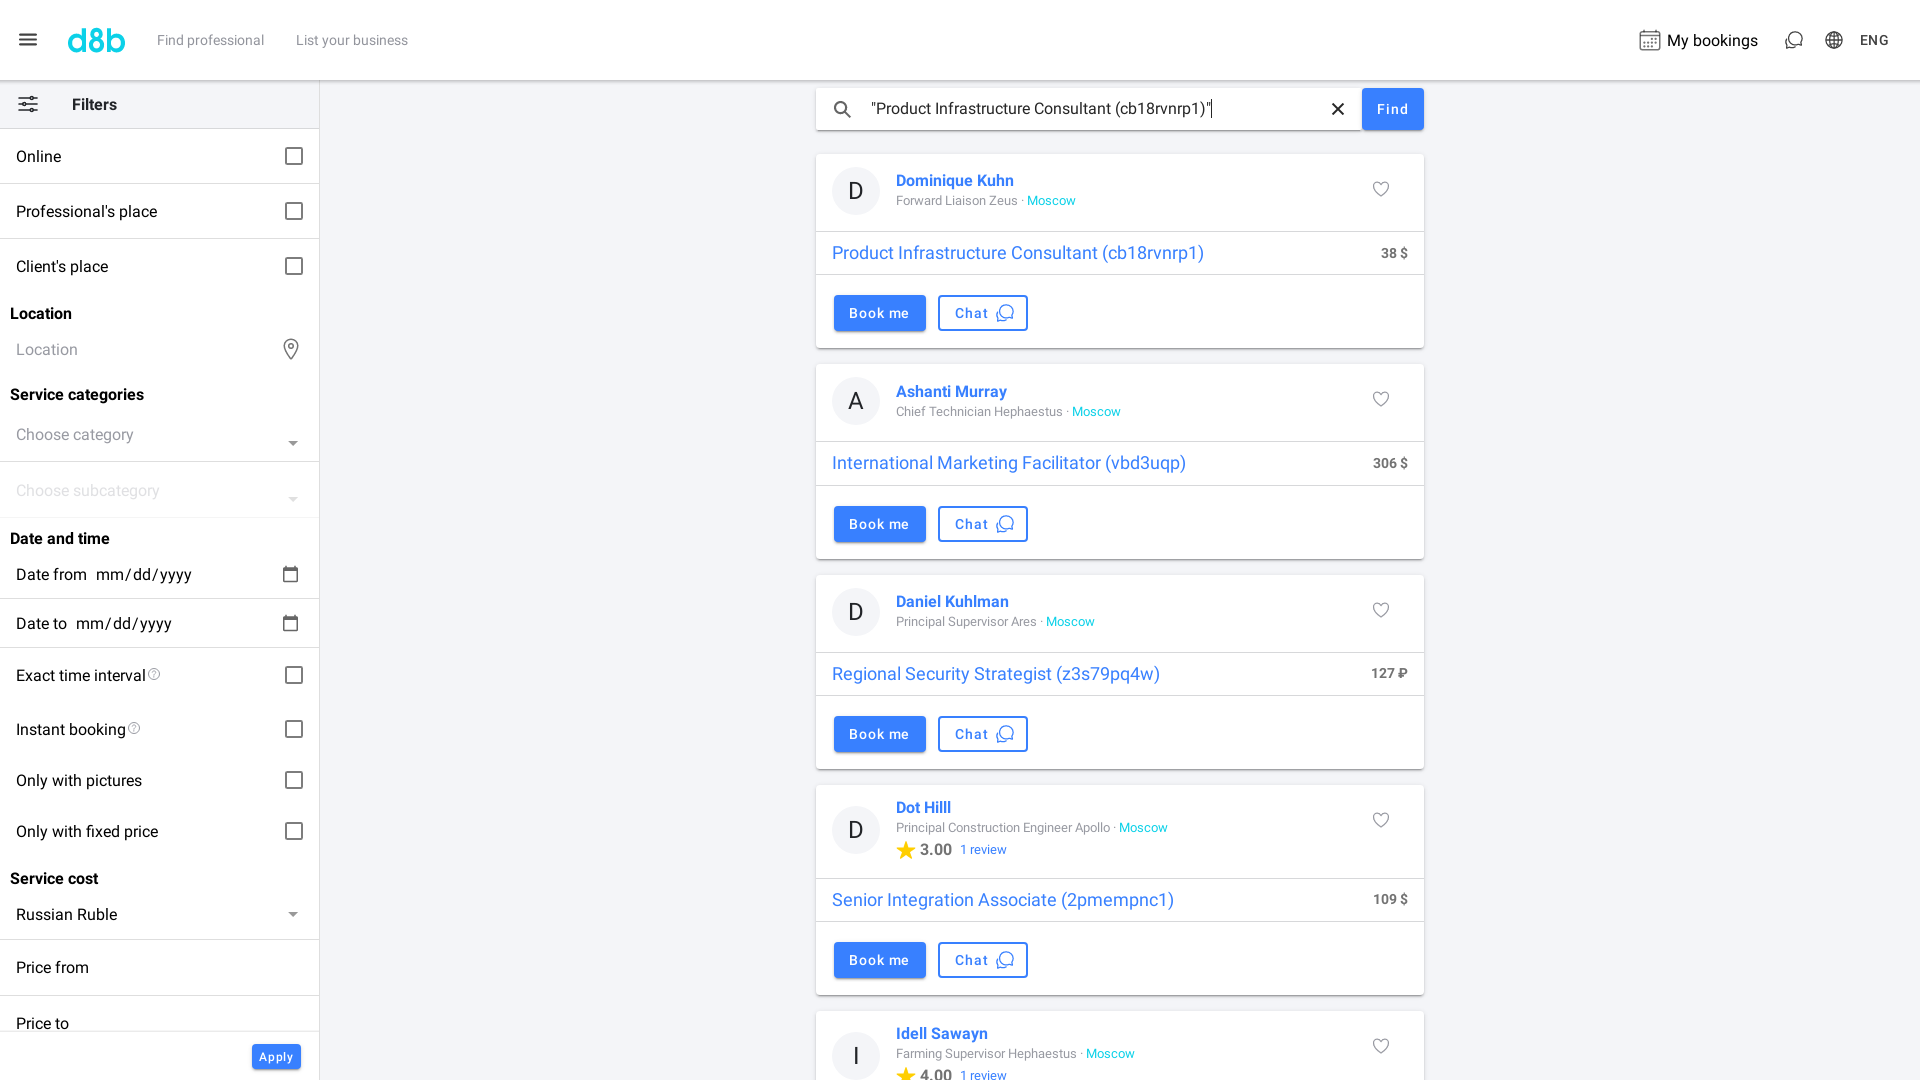 d8b
Find professional
List your business
My bookings
ENG
Filters
Online
Professional's place
Client's place
Location
Location
Service categories
Choose category
Choose subcategory
Date and time
Date from mm/dd/yyyy
Date to mm/dd/yyyy
Exact time interval
Instant booking
Only with pictures
Only with fixed price
Service cost
Russian Ruble
Price from
Price to
Apply
"Product Infrastructure Consultant (cb18rvnrp1)"
Find
D
Dominique Kuhn
Forward Liaison Zeus · Moscow
Product Infrastructure Consultant (cb18rvnrp1)
38 $
Book me
Chat
A
Ashanti Murray
Chief Technician Hephaestus · Moscow
International Marketing Facilitator (vbd3uqp)
306 $
Book me
Chat
D
Daniel Kuhlman
Principal Supervisor Ares · Moscow
Regional Security Strategist (z3s79pq4w)
127 ₽
Book me
Chat
D
Dot Hilll
Principal Construction Engineer Apollo · Moscow
3.00 1 review
Senior Integration Associate (2pmempnc1)
109 $
Book me
Chat
I
Idell Sawayn
Farming Supervisor Hephaestus · Moscow
4.00 1 review